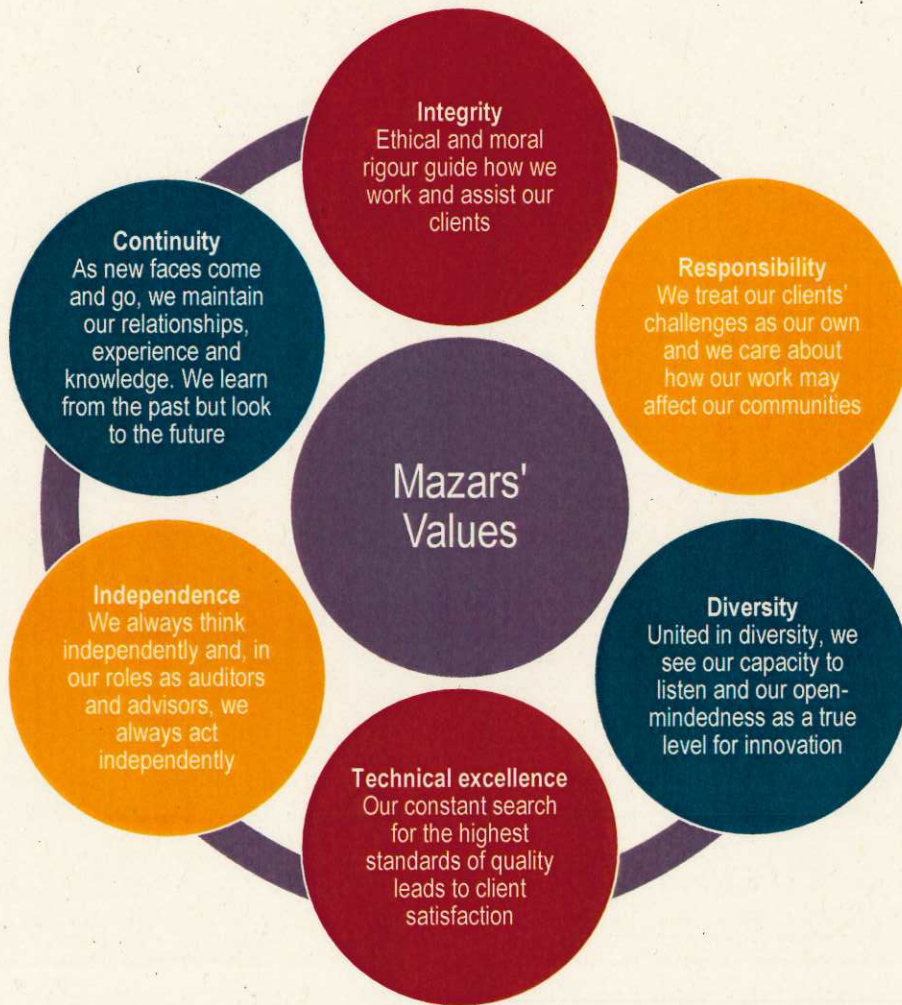 Integrity
Ethical and moral
rigour guide how we
work and assist our
clients
Responsibility
We treat our clients'
challenges as our own
and we care about
how our work may
affect our communities
Diversity
United in diversity, we
see our capacity to
listen and our open-
mindedness as a true
level for innovation
Technical excellence
Our constant search
for the highest
standards of quality
leads to client
satisfaction
Independence
We always think
independently and, in
our roles as auditors
and advisors, we
always act
independently
Continuity
As new faces come
and go, we maintain
our relationships,
experience and
knowledge. We learn
from the past but look
to the future
Mazars'
Values